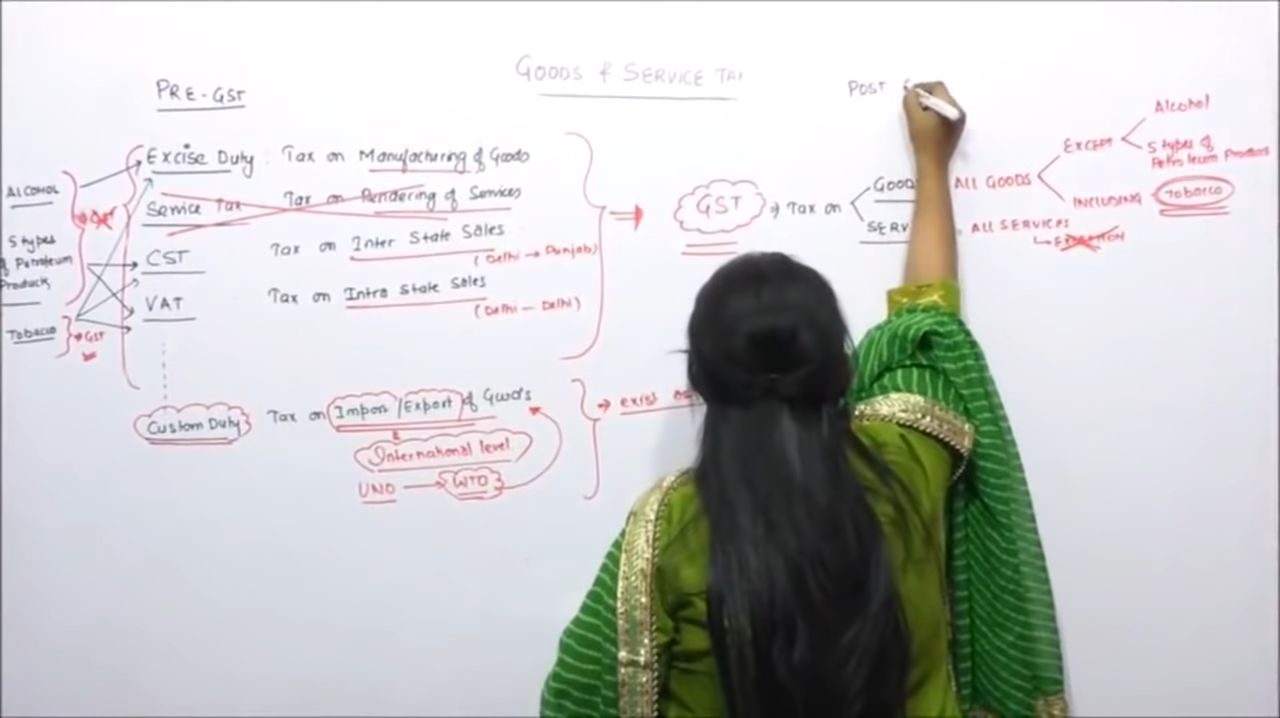 GOODS & SERVICE TAX
PRE-GST
ALCOHOL
5 types
of Petroleum
Products
Tobacco
GST
Excise Duty : Tax on Manufacturing of Goods
Service Tax Tax on Rendering of Services
CST Tax on Inter State Sales
(Delhi → Punjab)
VAT Tax on Intra State Sales
(Delhi — Delhi)
Custom Duty Tax on Import/Export of Goods
International level
UNO → WTO
exist
GST
Tax on
GOOD
SERV
POST
ALL GOODS
EXCEPT
Alcohol
5 types of
Petroleum Products
INCLUDING Tobacco
ALL SERVICES